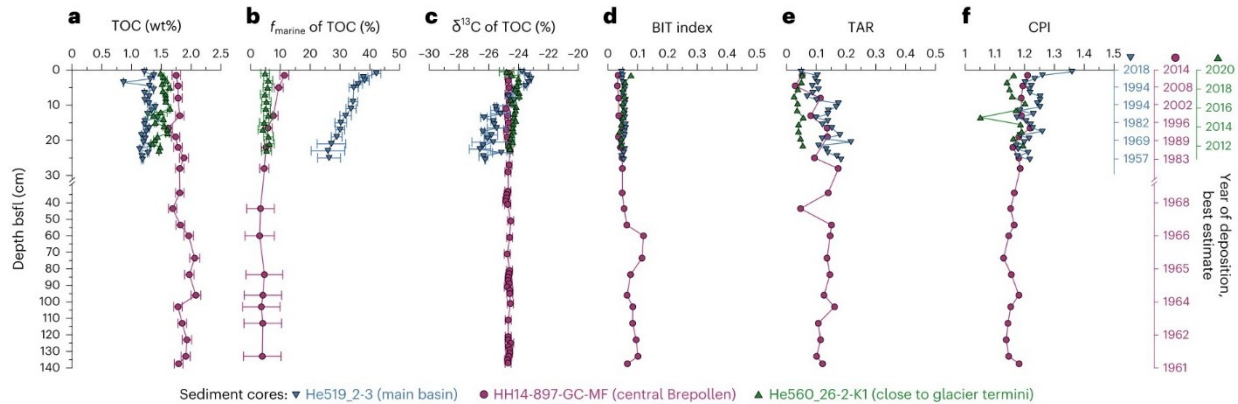 a TOC (wt%) b fmarine of TOC (%) c δ13C of TOC (%) d BIT index e TAR f CPI
0 0.5 1.0 1.5 2.0 2.5 0 10 20 30 40 50 –30 –28 –26 –24 –22 –20 0 0.1 0.2 0.3 0.4 0.5 0 0.1 0.2 0.3 0.4 0.5 1.0 1.1 1.2 1.3 1.4 1.5
0 2018 2014 2020
1994 2008 2018
10 1994 2002 2016
1982 1996 2014
20 1969 1989 2012
1957 1983
30
40 1968
50
60 1966
70
80 1965
90
100 1964
110
120 1962
130
140 1961
Depth bsfl (cm)
Year of deposition,
best estimate
Sediment cores: He519_2-3 (main basin) HH14-897-GC-MF (central Brepollen) He560_26-2-K1 (close to glacier termini)